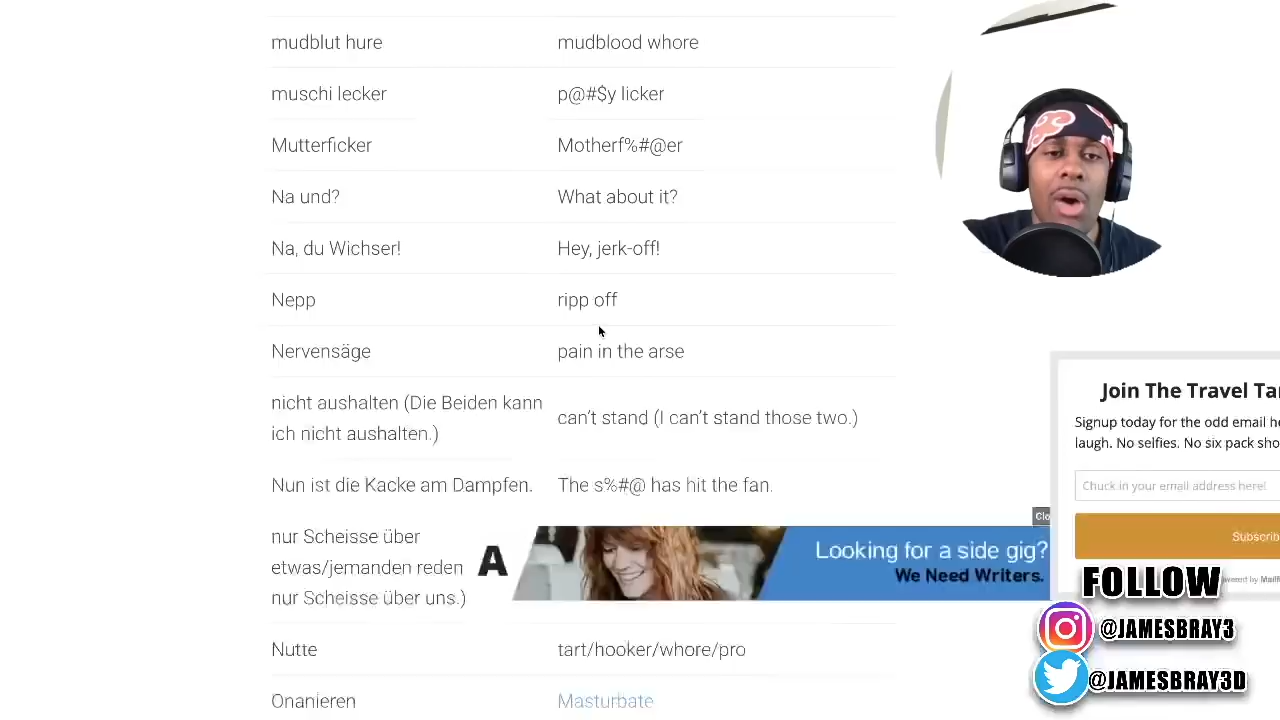 mudblut hure
mudblood whore
muschi lecker
p@#$y licker
Mutterficker
Motherf%#@er
Na und?
What about it?
Na, du Wichser!
Hey, jerk-off!
Nepp
ripp off
Nervensäge
pain in the arse
nicht aushalten (Die Beiden kann
ich nicht aushalten.)
can't stand (I can't stand those two.)
Nun ist die Kacke am Dampfen.
The s%#@ has hit the fan.
nur Scheisse über
etwas/jemanden reden
nur Scheisse über uns.)
A
Looking for a side gig?
We Need Writers.
Nutte
tart/hooker/whore/pro
Onanieren
Masturbate
Join The Travel Tar
Signup today for the odd email he
laugh. No selfies. No six pack sho
Chuck in your email address here!
Subscrib
Clo
FOLLOW
@JAMESBRAY3
@JAMESBRAY3D